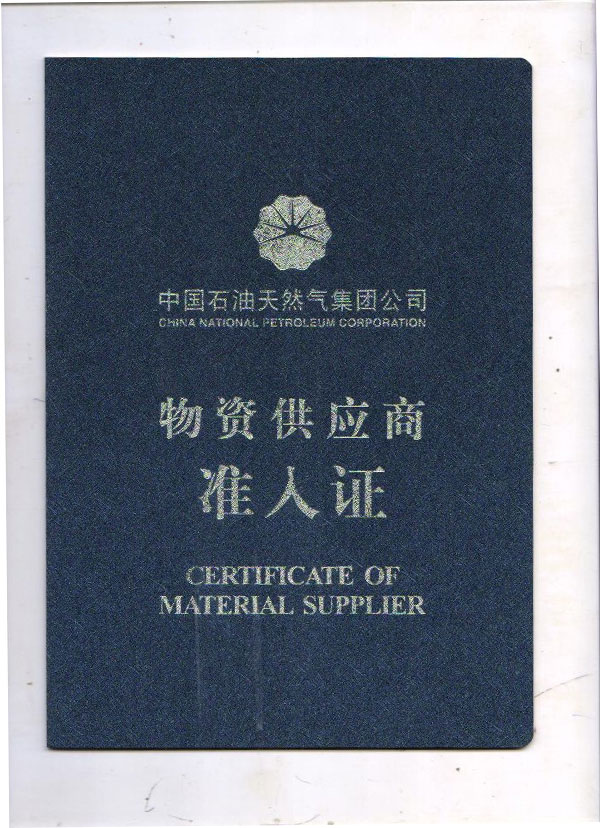 中国石油天然气集团公司
CHINA NATIONAL PETROLEUM CORPORATION
物资供应商
准入证
CERTIFICATE OF
MATERIAL SUPPLIER